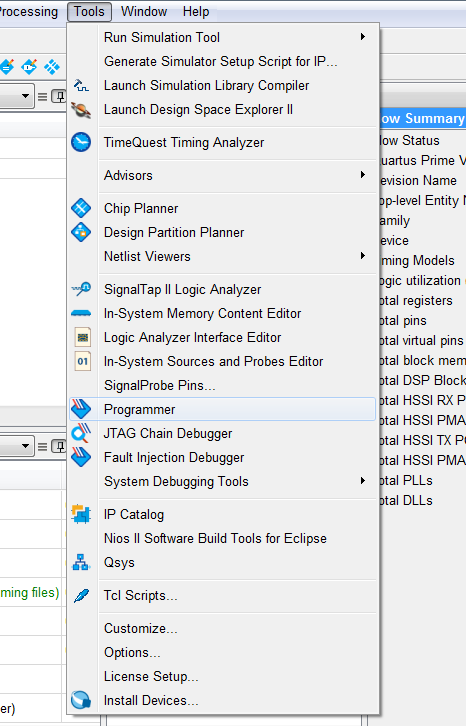 rocessing Tools Window Help
Run Simulation Tool
Generate Simulator Setup Script for IP...
Launch Simulation Library Compiler
Launch Design Space Explorer II
TimeQuest Timing Analyzer
Advisors
Chip Planner
Design Partition Planner
Netlist Viewers
SignalTap II Logic Analyzer
In-System Memory Content Editor
Logic Analyzer Interface Editor
In-System Sources and Probes Editor
SignalProbe Pins...
Programmer
JTAG Chain Debugger
Fault Injection Debugger
System Debugging Tools
IP Catalog
Nios II Software Build Tools for Eclipse
Qsys
Tcl Scripts...
Customize...
Options...
License Setup...
Install Devices...
ow Summary
low Status
uartus Prime V
evision Name
op-level Entity N
amily
evice
ming Models
ogic utilization (
otal registers
otal pins
otal virtual pins
otal block mem
otal DSP Block
otal HSSI RX P
otal HSSI PMA
otal HSSI TX PC
otal HSSI PMA
otal PLLs
otal DLLs
ming files)
er)